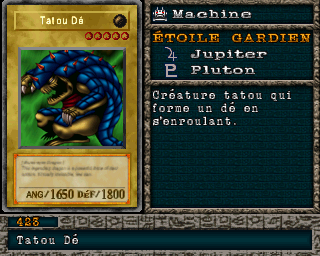 Tatou Dé
ANG/1650 DéF/1800
Machine
ÉTOILE GARDIEN
Jupiter
Pluton
Créature tatou qui
forme un dé en
s'enroulant.
423
Tatou Dé